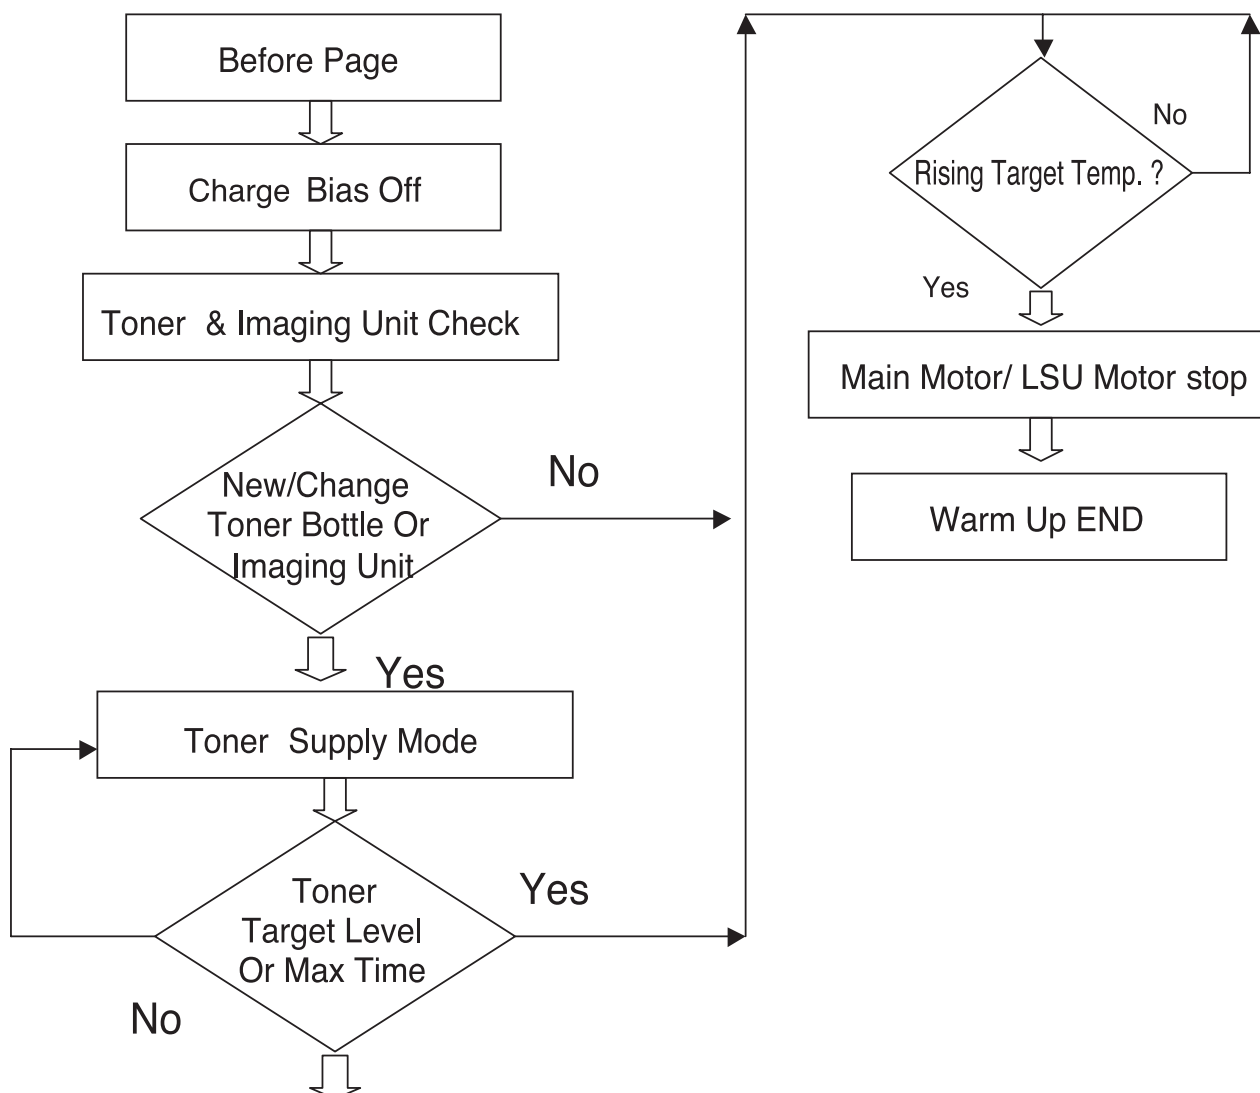 Before Page
Charge Bias Off
Toner & Imaging Unit Check
New/Change
Toner Bottle Or
Imaging Unit
No
Yes
Toner Supply Mode
Toner
Target Level
Or Max Time
Yes
No
Rising Target Temp. ?
No
Yes
Main Motor/ LSU Motor stop
Warm Up END